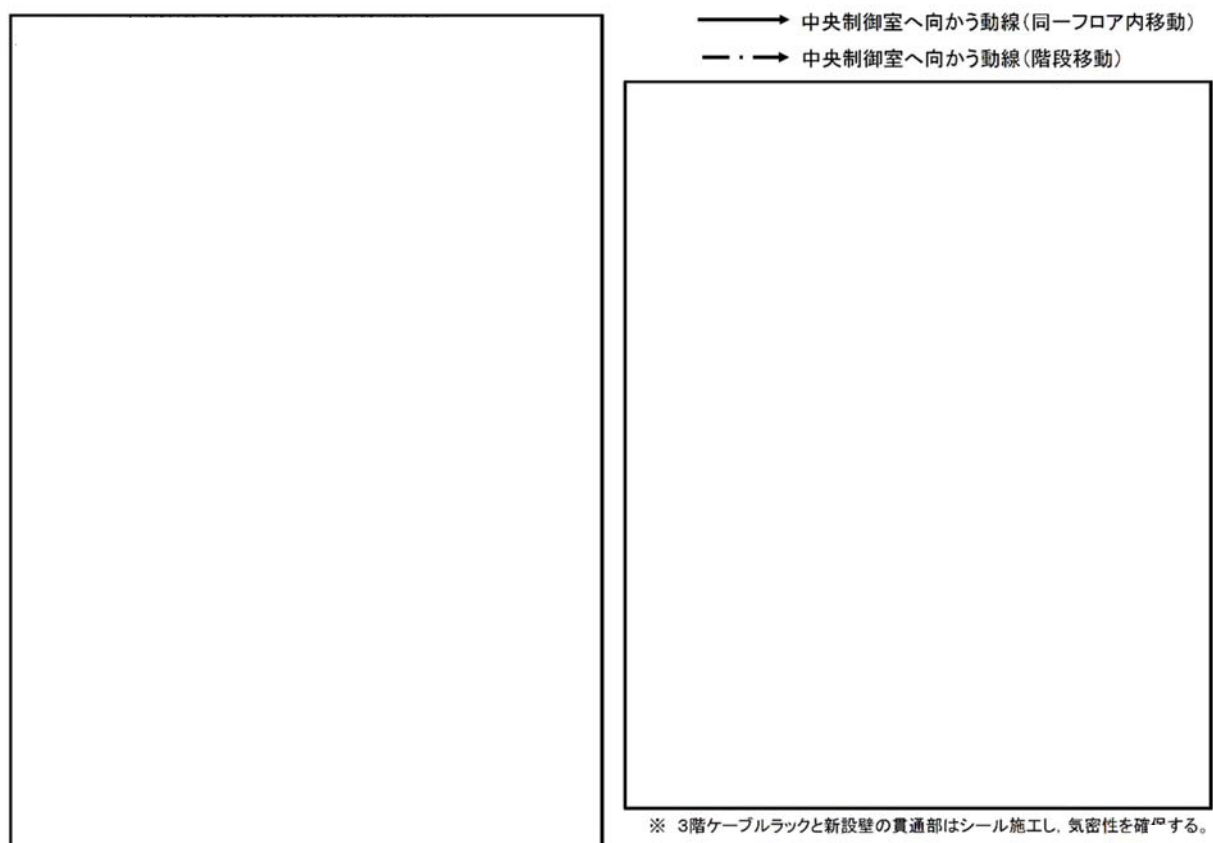 中央制御室へ向かう動線(同一フロア内移動)
中央制御室へ向かう動線(階段移動)
※ 3階ケーブルラックと新設壁の貫通部はシール施工し,気密性を確保する。